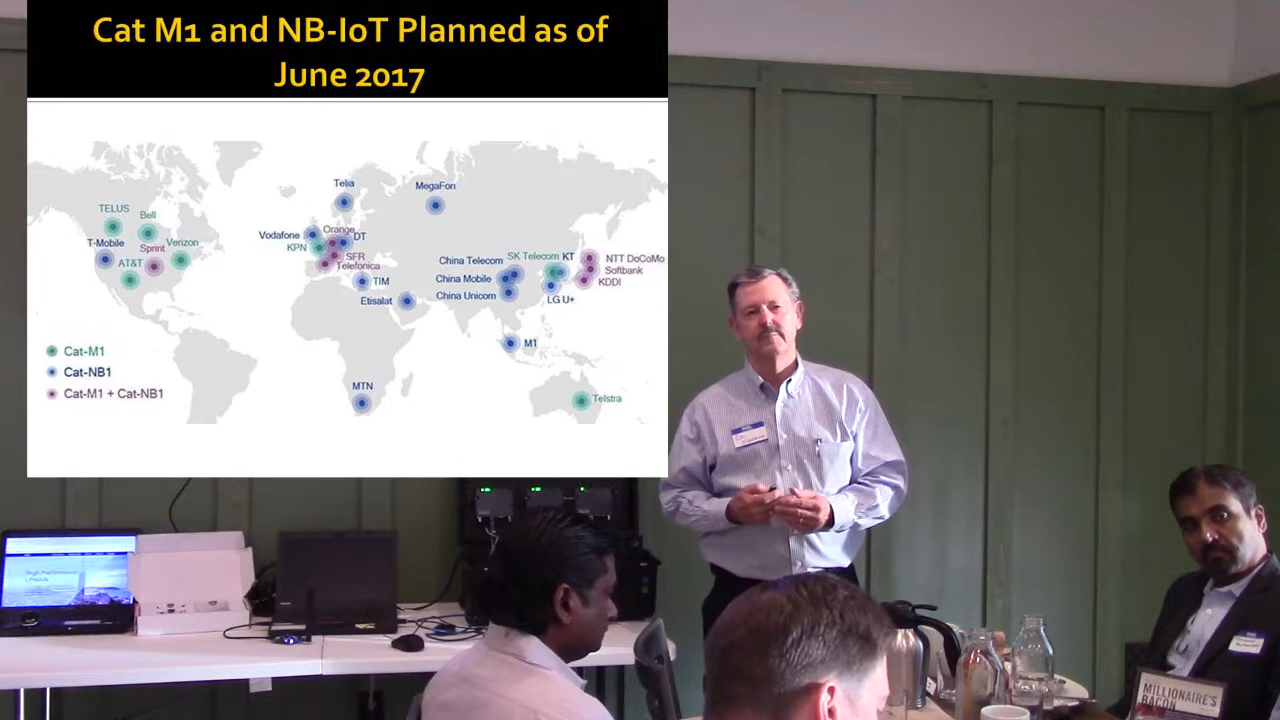 Cat M1 and NB-IoT Planned as of
June 2017
Telia
MegaFon
TELUS
Bell
Vodafone
Orange
DT
T-Mobile
Sprint
Verizon
KPN
SFR
Telefonica
AT&T
China Telecom
SK Telecom
KT
NTT DoCoMo
Softbank
KDDI
China Mobile
China Unicom
LG U+
TIM
Etisalat
M1
Cat-M1
Cat-NB1
Cat-M1 + Cat-NB1
MTN
Telstra
MILLIONAIRE'S
BACON